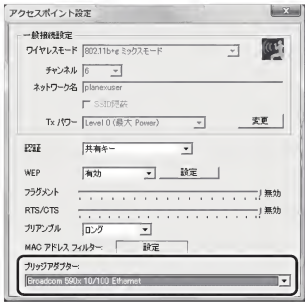 アクセスポイント設定
一般接続設定
ワイヤレスモード 802.11b+g ミックスモード
チャンネル 6
ネットワーク名 planexuser
SSID隠蔽
Tx パワー Level 0 (最大 Power) 変更
認証 共有キー
WEP 有効 設定
フラグメント 無効
RTS/CTS 無効
プリアンブル ロング
MAC アドレス フィルター: 設定
ブリッジアダプター:
Broadcom 590x 10/100 Ethernet